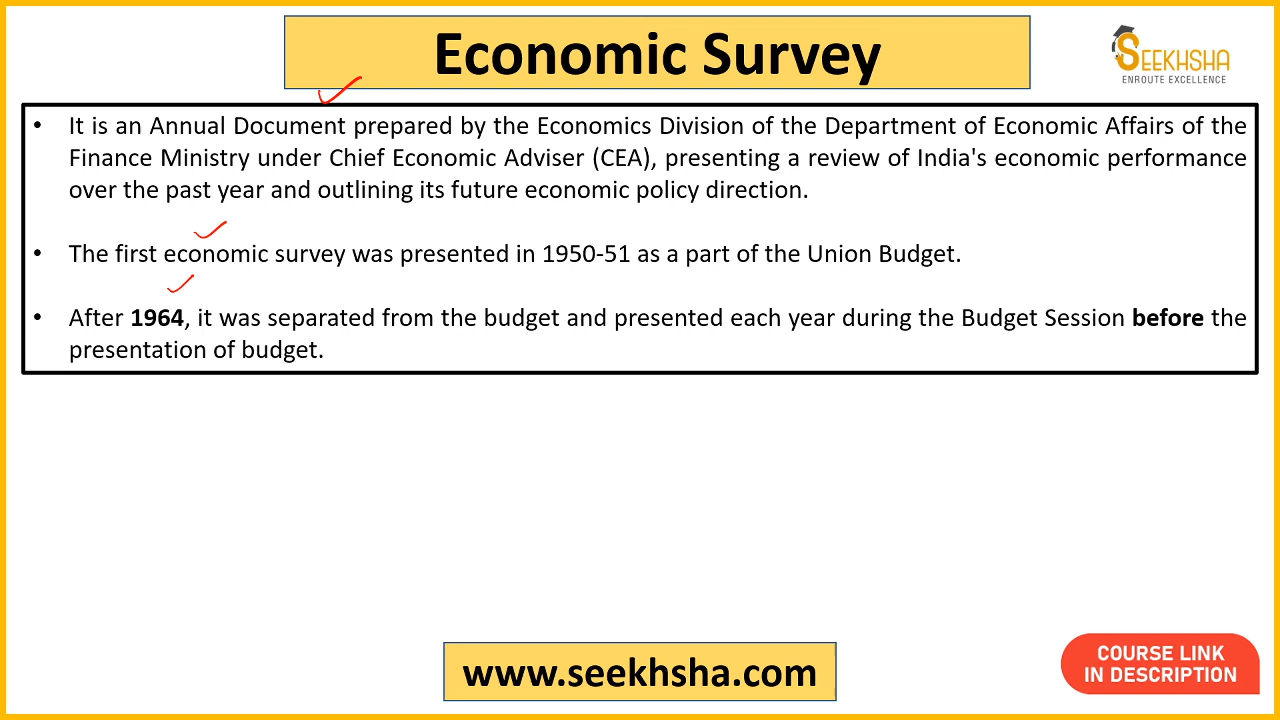 Economic Survey
SEEKHSHA
ENROUTE EXCELLENCE
• It is an Annual Document prepared by the Economics Division of the Department of Economic Affairs of the
Finance Ministry under Chief Economic Adviser (CEA), presenting a review of India's economic performance
over the past year and outlining its future economic policy direction.
• The first economic survey was presented in 1950-51 as a part of the Union Budget.
• After 1964, it was separated from the budget and presented each year during the Budget Session before the
presentation of budget.
www.seekhsha.com
COURSE LINK
IN DESCRIPTION